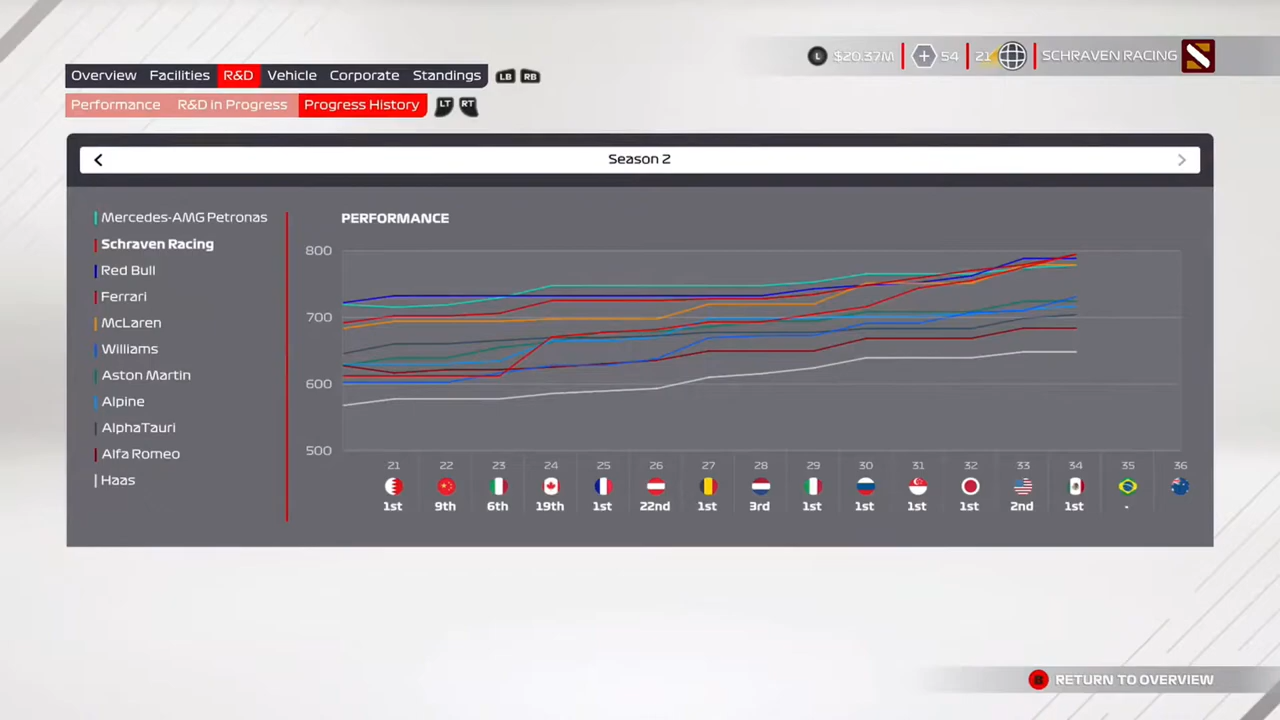 $20.37M 54 21 SCHRAVEN RACING
Overview Facilities R&D Vehicle Corporate Standings LB RB
Performance R&D In Progress Progress History LT RT
Season 2
Mercedes-AMG Petronas
Schraven Racing
Red Bull
Ferrari
McLaren
Williams
Aston Martin
Alpine
AlphaTauri
Alfa Romeo
Haas
PERFORMANCE
800
700
600
500
21 22 23 24 25 26 27 28 29 30 31 32 33 34 35 36
1st 9th 6th 19th 1st 22nd 1st 3rd 1st 1st 1st 1st 2nd 1st -
B RETURN TO OVERVIEW